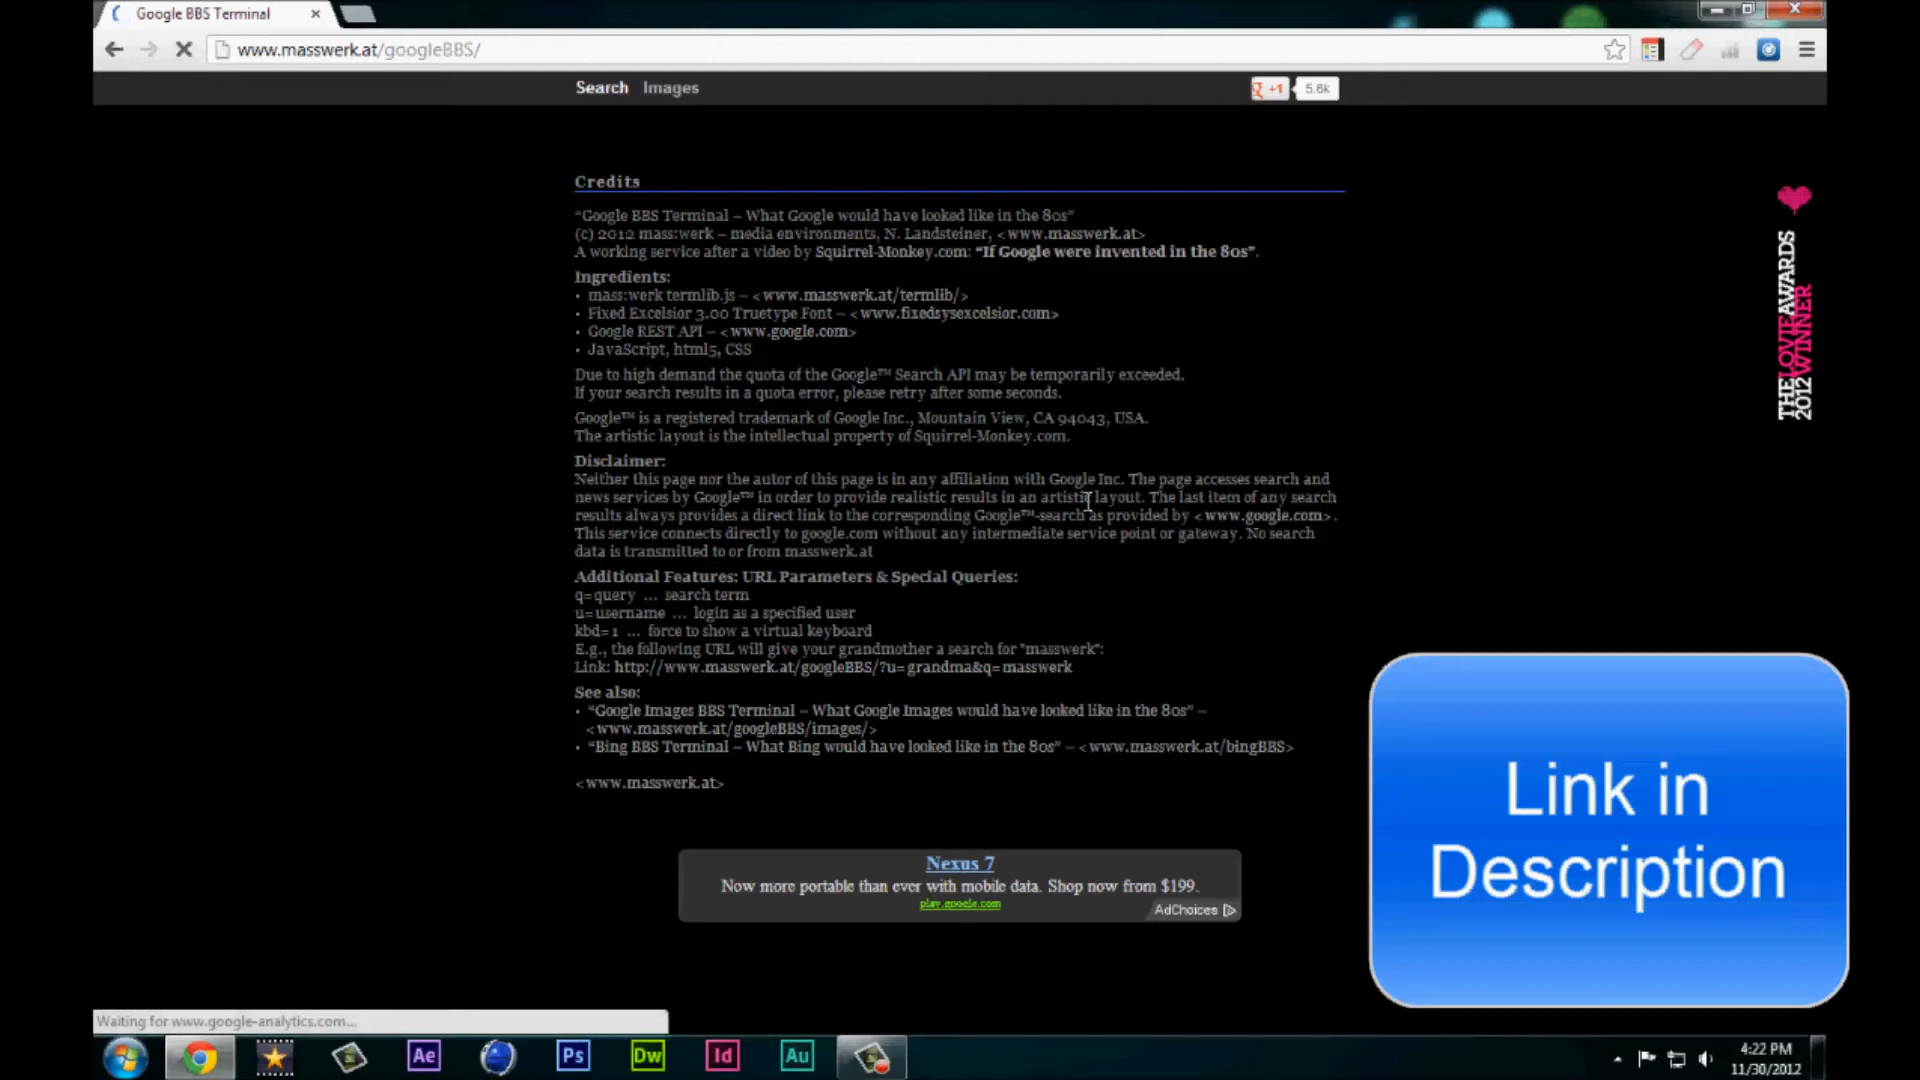 Google BBS Terminal
www.masswerk.at/googleBBS/
Search Images
+1 5.6k
Credits
“Google BBS Terminal – What Google would have looked like in the 80s”
(c) 2012 mass:werk – media environments, N. Landsteiner, <www.masswerk.at>
A working service after a video by Squirrel-Monkey.com: “If Google were invented in the 80s”.
Ingredients:
• mass:werk termlib.js – <www.masswerk.at/termlib/>
• Fixed Excelsior 3.00 Truetype Font – <www.fixedsysexcelsior.com>
• Google REST API – <www.google.com>
• JavaScript, html5, CSS
Due to high demand the quota of the Google™ Search API may be temporarily exceeded.
If your search results in a quota error, please retry after some seconds.
Google™ is a registered trademark of Google Inc., Mountain View, CA 94043, USA.
The artistic layout is the intellectual property of Squirrel-Monkey.com.
Disclaimer:
Neither this page nor the autor of this page is in any affiliation with Google Inc. The page accesses search and
news services by Google™ in order to provide realistic results in an artistic layout. The last item of any search
results always provides a direct link to the corresponding Google™-search as provided by <www.google.com>.
This service connects directly to google.com without any intermediate service point or gateway. No search
data is transmitted to or from masswerk.at
Additional Features: URL Parameters & Special Queries:
q=query ... search term
u=username ... login as a specified user
kbd=1 ... force to show a virtual keyboard
E.g., the following URL will give your grandmother a search for "masswerk":
Link: http://www.masswerk.at/googleBBS/?u=grandma&q=masswerk
See also:
• “Google Images BBS Terminal – What Google Images would have looked like in the 80s” –
<www.masswerk.at/googleBBS/images/>
• “Bing BBS Terminal – What Bing would have looked like in the 80s” – <www.masswerk.at/bingBBS>
<www.masswerk.at>
THE LOVIE AWARDS
2012 WINNER
Link in
Description
Nexus 7
Now more portable than ever with mobile data. Shop now from $199.
play.google.com
AdChoices
Waiting for www.google-analytics.com...
Ae Ps Dw Id Au
4:22 PM
11/30/2012